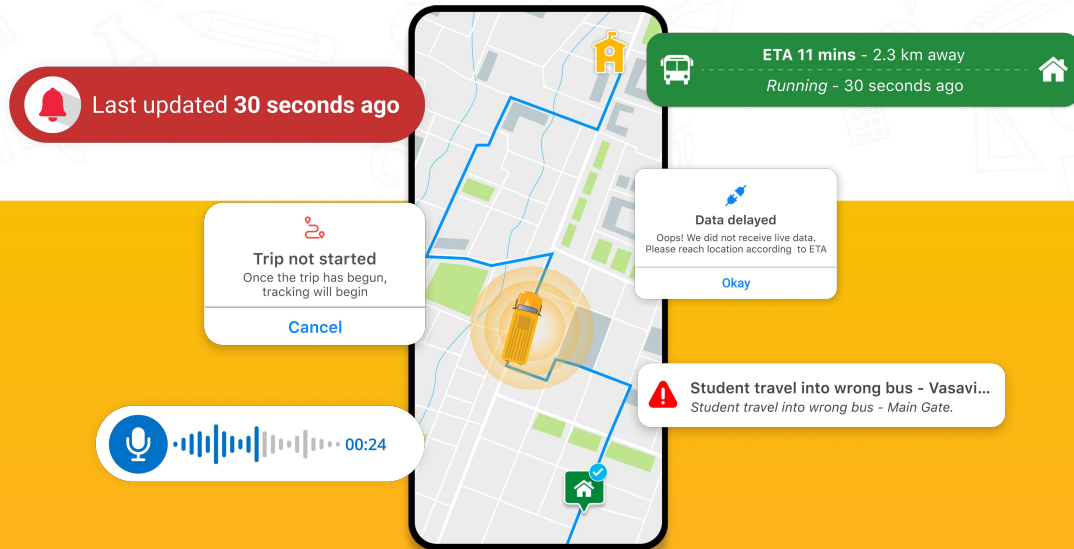 ETA 11 mins - 2.3 km away
Running - 30 seconds ago
Last updated 30 seconds ago
Data delayed
Oops! We did not receive live data.
Please reach location according to ETA
Okay
Trip not started
Once the trip has begun,
tracking will begin
Cancel
Student travel into wrong bus - Vasavi...
Student travel into wrong bus - Main Gate.
00:24